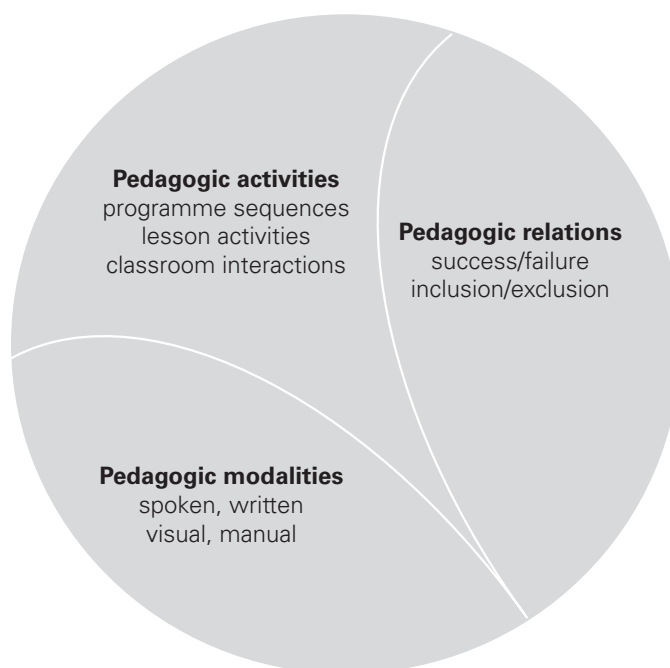 Pedagogic activities
programme sequences
lesson activities
classroom interactions
Pedagogic relations
success/failure
inclusion/exclusion
Pedagogic modalities
spoken, written
visual, manual